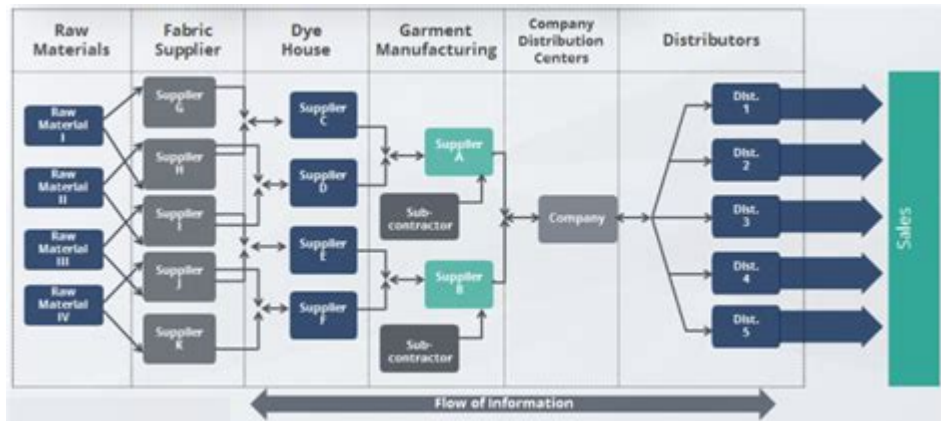 Raw
Materials
Fabric
Supplier
Dye
House
Garment
Manufacturing
Company
Distribution
Centers
Distributors
Raw
Material
I
Raw
Material
II
Raw
Material
III
Raw
Material
IV
Supplier
G
Supplier
H
Supplier
I
Supplier
J
Supplier
K
Supplier
C
Supplier
D
Supplier
E
Supplier
F
Supplier
A
Sub-
contractor
Supplier
B
Sub-
contractor
Company
Dist.
1
Dist.
2
Dist.
3
Dist.
4
Dist.
5
Sales
Flow of Information